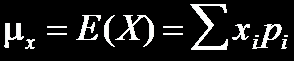 μₓ = E(X) = ∑ xᵢpᵢ